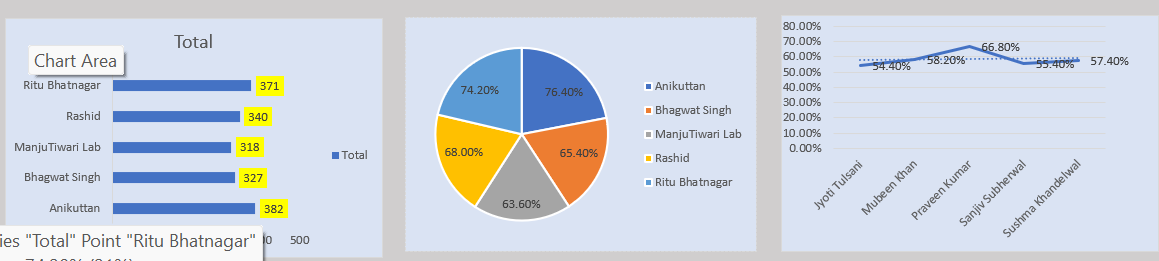 Total
Chart Area
Ritu Bhatnagar 371
Rashid 340
ManjuTiwari Lab 318
Bhagwat Singh 327
Anikuttan 382
Total
500
ies "Total" Point "Ritu Bhatnagar"
76.40%
65.40%
63.60%
68.00%
74.20%
Anikuttan
Bhagwat Singh
ManjuTiwari Lab
Rashid
Ritu Bhatnagar
80.00%
70.00%
60.00%
50.00%
40.00%
30.00%
20.00%
10.00%
0.00%
54.40%
58.20%
66.80%
55.40%
57.40%
Jyoti Tulsani
Mubeen Khan
Praveen Kumar
Sanjiv Subherwal
Sushma Khandelwal